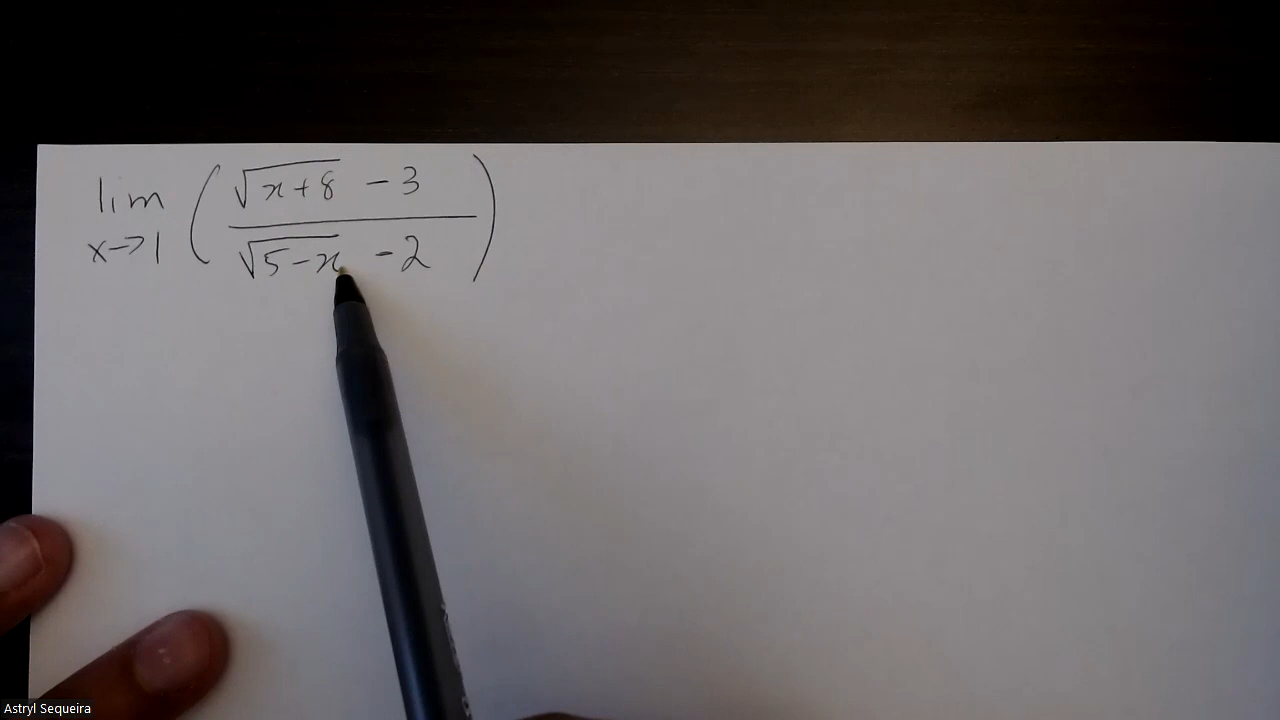 lim ( √x+8 - 3
x→1 √5-x - 2 )
Astryl Sequeira